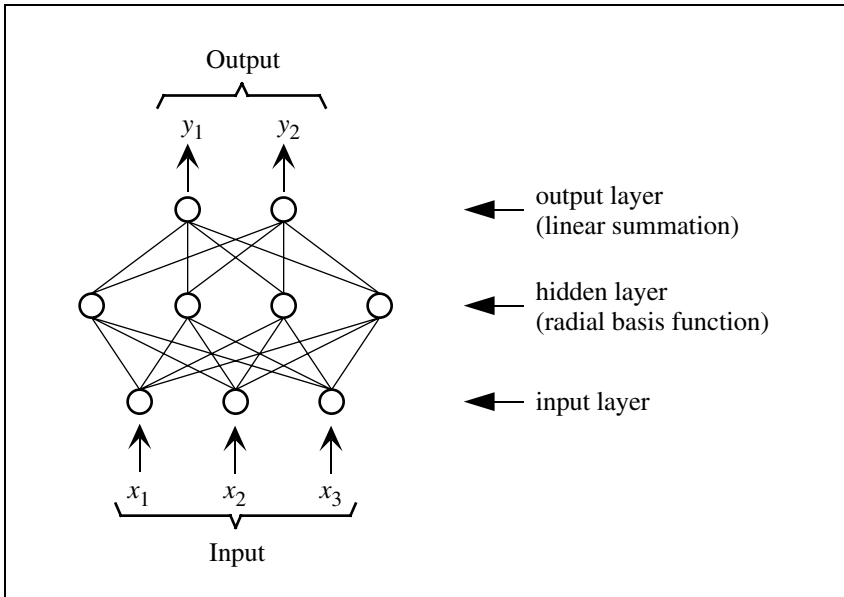 Output
y1 y2
output layer
(linear summation)
hidden layer
(radial basis function)
input layer
x1 x2 x3
Input